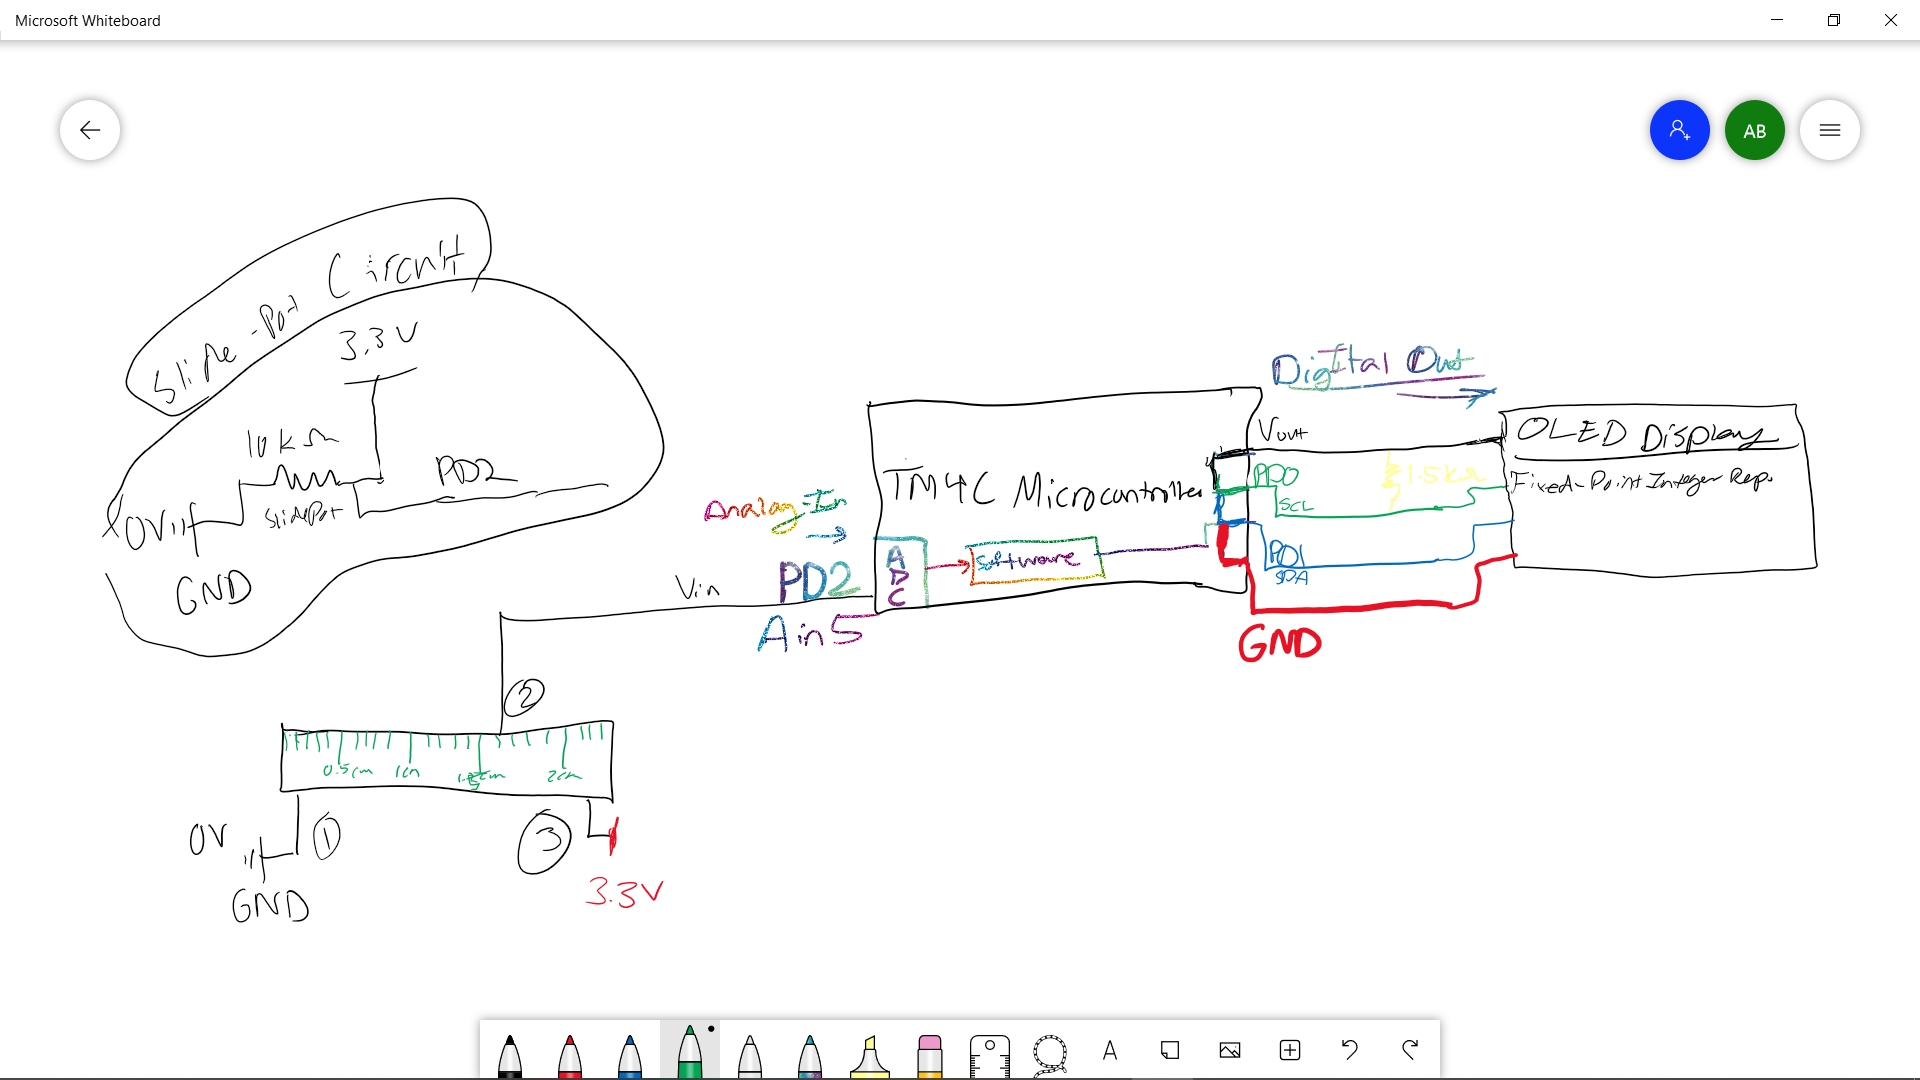 Microsoft Whiteboard
AB
Slide-Pot Circuit
3.3V
10kΩ
PD2
SlidePot
0V
GND
Digital Out
Vout
OLED Display
Fixed-Point Integer Rep.
TM4C Microcontroller
PD0
SCL
1.5kΩ
Analog-In
ADC
Software
PD1
SDA
PD2
Vin
Ain5
GND
2
0.5cm 1cm 2cm
0V
1
3
GND
3.3V
A